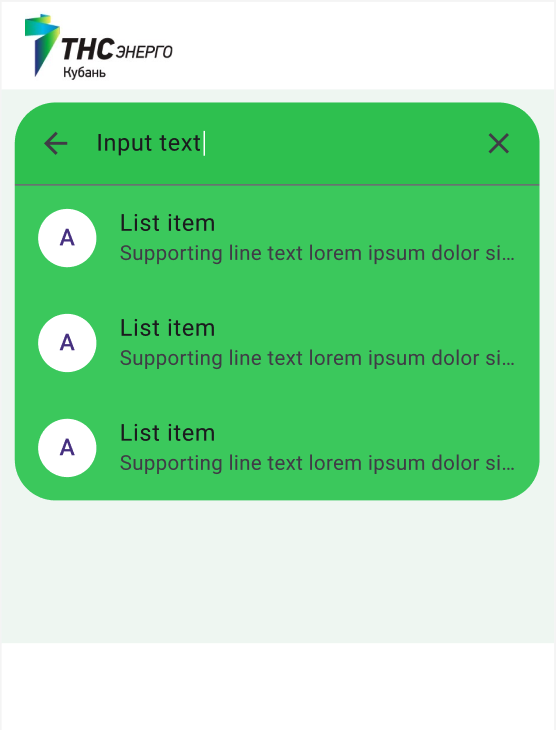 ТНС ЭНЕРГО
Кубань
Input text
A
List item
Supporting line text lorem ipsum dolor si...
A
List item
Supporting line text lorem ipsum dolor si...
A
List item
Supporting line text lorem ipsum dolor si...